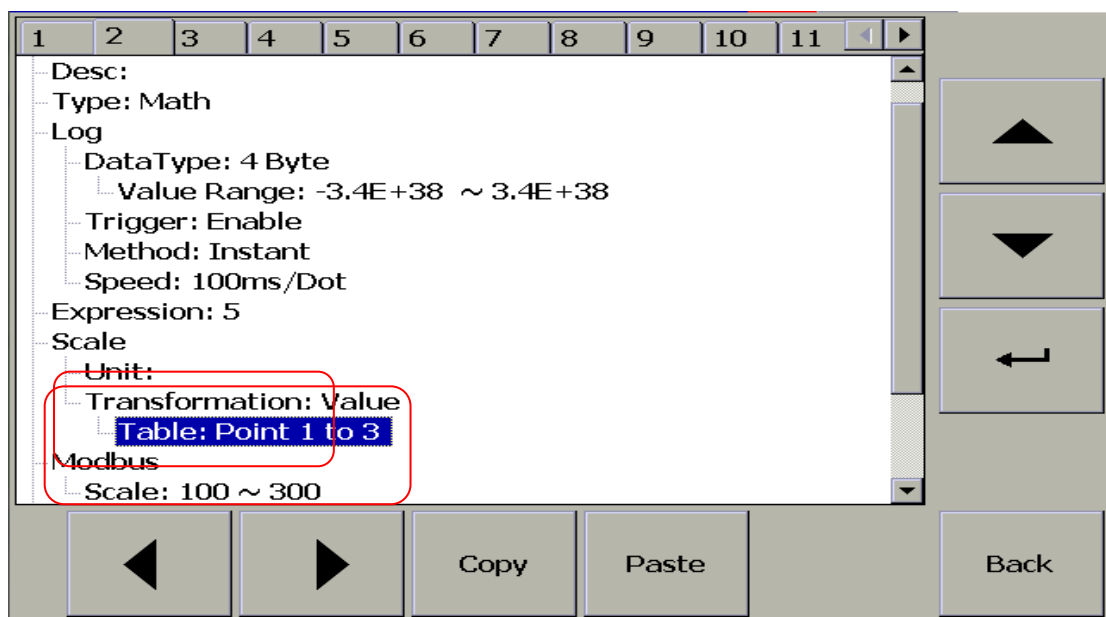 1 2 3 4 5 6 7 8 9 10 11
Desc:
Type: Math
Log
DataType: 4 Byte
Value Range: -3.4E+38 ~ 3.4E+38
Trigger: Enable
Method: Instant
Speed: 100ms/Dot
Expression: 5
Scale
Unit:
Transformation: Value
Table: Point 1 to 3
Modbus
Scale: 100 ~ 300
Copy Paste Back